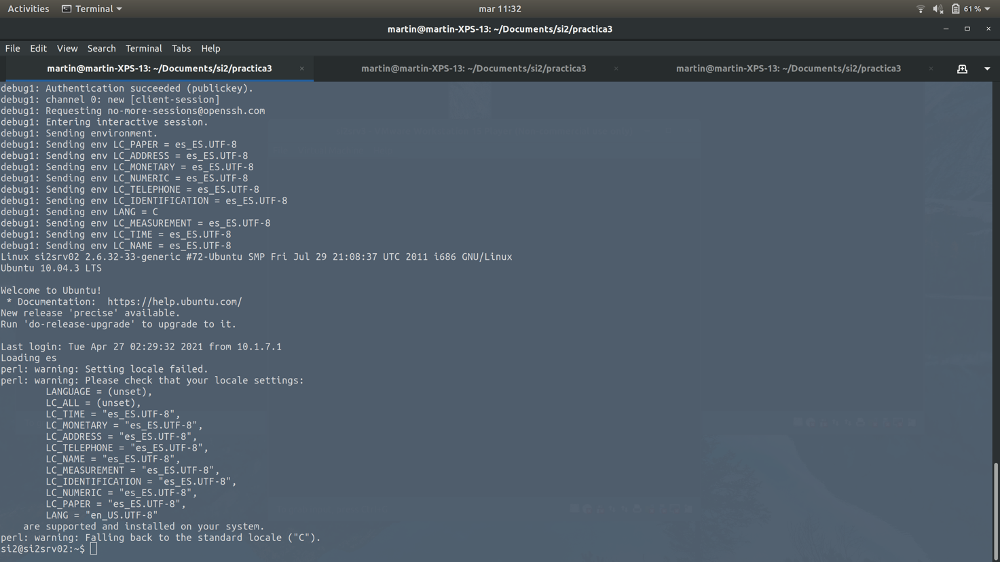 Activities Terminal mar 11:32 61 %
martin@martin-XPS-13: ~/Documents/si2/practica3
File Edit View Search Terminal Tabs Help
martin@martin-XPS-13: ~/Documents/si2/practica3 × martin@martin-XPS-13: ~/Documents/si2/practica3 × martin@martin-XPS-13: ~/Documents/si2/practica3 ×
debug1: Authentication succeeded (publickey).
debug1: channel 0: new [client-session]
debug1: Requesting no-more-sessions@openssh.com
debug1: Entering interactive session.
debug1: Sending environment.
debug1: Sending env LC_PAPER = es_ES.UTF-8
debug1: Sending env LC_ADDRESS = es_ES.UTF-8
debug1: Sending env LC_MONETARY = es_ES.UTF-8
debug1: Sending env LC_NUMERIC = es_ES.UTF-8
debug1: Sending env LC_TELEPHONE = es_ES.UTF-8
debug1: Sending env LC_IDENTIFICATION = es_ES.UTF-8
debug1: Sending env LANG = C
debug1: Sending env LC_MEASUREMENT = es_ES.UTF-8
debug1: Sending env LC_TIME = es_ES.UTF-8
debug1: Sending env LC_NAME = es_ES.UTF-8
Linux si2srv02 2.6.32-33-generic #72-Ubuntu SMP Fri Jul 29 21:08:37 UTC 2011 i686 GNU/Linux
Ubuntu 10.04.3 LTS

Welcome to Ubuntu!
 * Documentation:  https://help.ubuntu.com/
New release 'precise' available.
Run 'do-release-upgrade' to upgrade to it.

Last login: Tue Apr 27 02:29:32 2021 from 10.1.7.1
Loading es
perl: warning: Setting locale failed.
perl: warning: Please check that your locale settings:
        LANGUAGE = (unset),
        LC_ALL = (unset),
        LC_TIME = "es_ES.UTF-8",
        LC_MONETARY = "es_ES.UTF-8",
        LC_ADDRESS = "es_ES.UTF-8",
        LC_TELEPHONE = "es_ES.UTF-8",
        LC_NAME = "es_ES.UTF-8",
        LC_MEASUREMENT = "es_ES.UTF-8",
        LC_IDENTIFICATION = "es_ES.UTF-8",
        LC_NUMERIC = "es_ES.UTF-8",
        LC_PAPER = "es_ES.UTF-8",
        LANG = "en_US.UTF-8"
    are supported and installed on your system.
perl: warning: Falling back to the standard locale ("C").
si2@si2srv02:~$